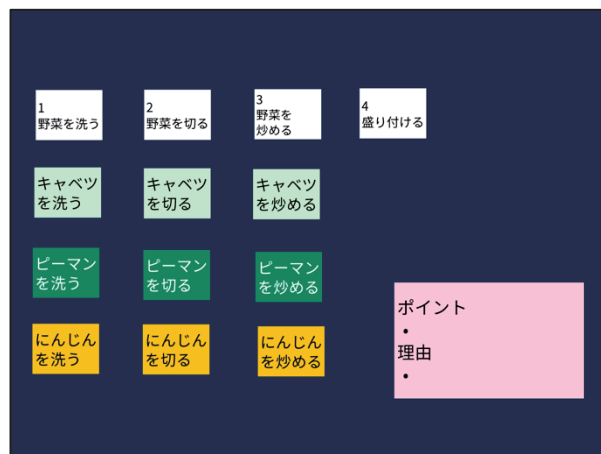 1
野菜を洗う
2
野菜を切る
3
野菜を
炒める
4
盛り付ける
キャベツ
を洗う
キャベツ
を切る
キャベツ
を炒める
ピーマン
を洗う
ピーマン
を切る
ピーマン
を炒める
にんじん
を洗う
にんじん
を切る
にんじん
を炒める
ポイント
・
理由
・